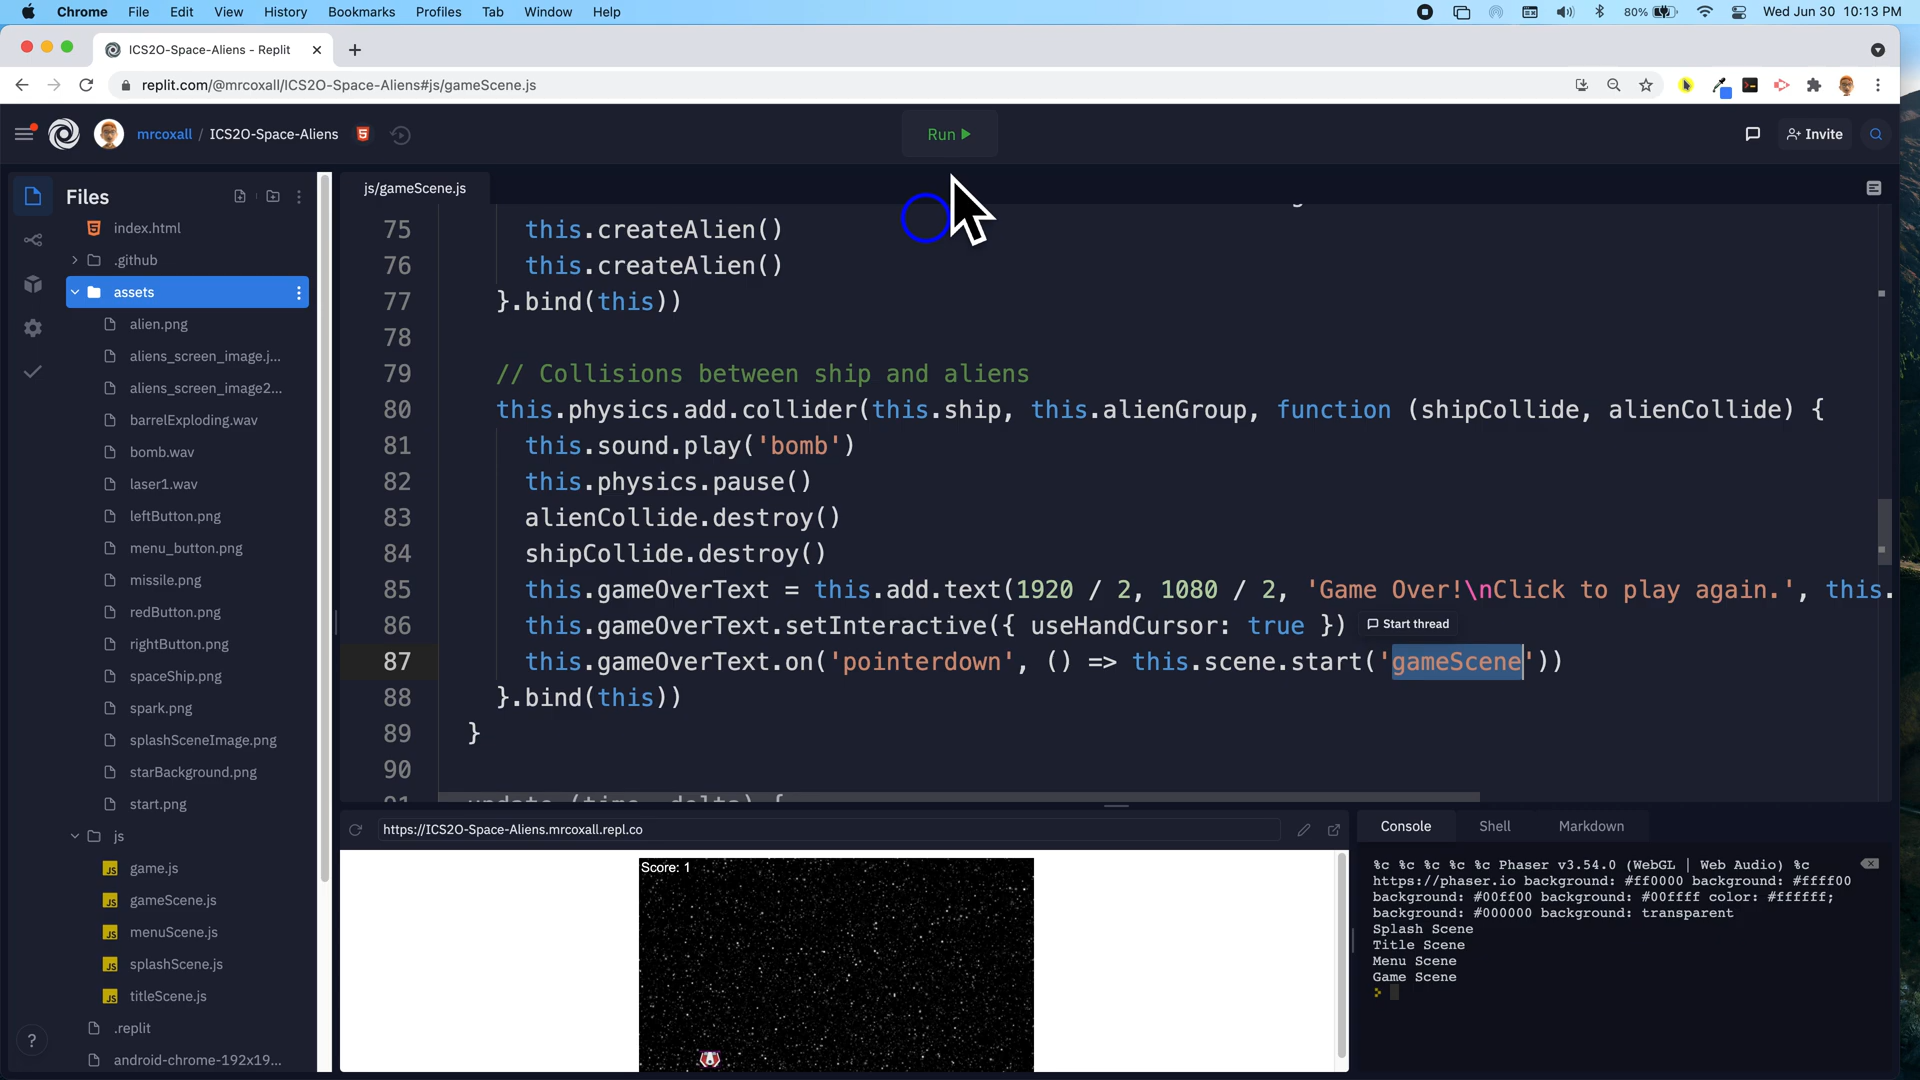 Chrome File Edit View History Bookmarks Profiles Tab Window Help 80% Wed Jun 30 10:13 PM
ICS2O-Space-Aliens - Replit
replit.com/@mrcoxall/ICS2O-Space-Aliens#js/gameScene.js
mrcoxall / ICS2O-Space-Aliens
Run
Invite
Files
index.html
.github
assets
alien.png
aliens_screen_image.j...
aliens_screen_image2...
barrelExploding.wav
bomb.wav
laser1.wav
leftButton.png
menu_button.png
missile.png
redButton.png
rightButton.png
spaceShip.png
spark.png
splashSceneImage.png
starBackground.png
start.png
js
game.js
gameScene.js
menuScene.js
splashScene.js
titleScene.js
.replit
android-chrome-192x19...
?
js/gameScene.js
75 this.createAlien()
76 this.createAlien()
77 }.bind(this))
78
79 // Collisions between ship and aliens
80 this.physics.add.collider(this.ship, this.alienGroup, function (shipCollide, alienCollide) {
81 this.sound.play('bomb')
82 this.physics.pause()
83 alienCollide.destroy()
84 shipCollide.destroy()
85 this.gameOverText = this.add.text(1920 / 2, 1080 / 2, 'Game Over!\nClick to play again.', this.
86 this.gameOverText.setInteractive({ useHandCursor: true })
Start thread
87 this.gameOverText.on('pointerdown', () => this.scene.start('gameScene'))
88 }.bind(this))
89 }
90
91 update (time, delta) {
https://ICS2O-Space-Aliens.mrcoxall.repl.co
Score: 1
Console Shell Markdown
%c %c %c %c %c Phaser v3.54.0 (WebGL | Web Audio) %c
https://phaser.io background: #ff0000 background: #ffff00
background: #00ff00 background: #00ffff color: #ffffff;
background: #000000 background: transparent
Splash Scene
Title Scene
Menu Scene
Game Scene